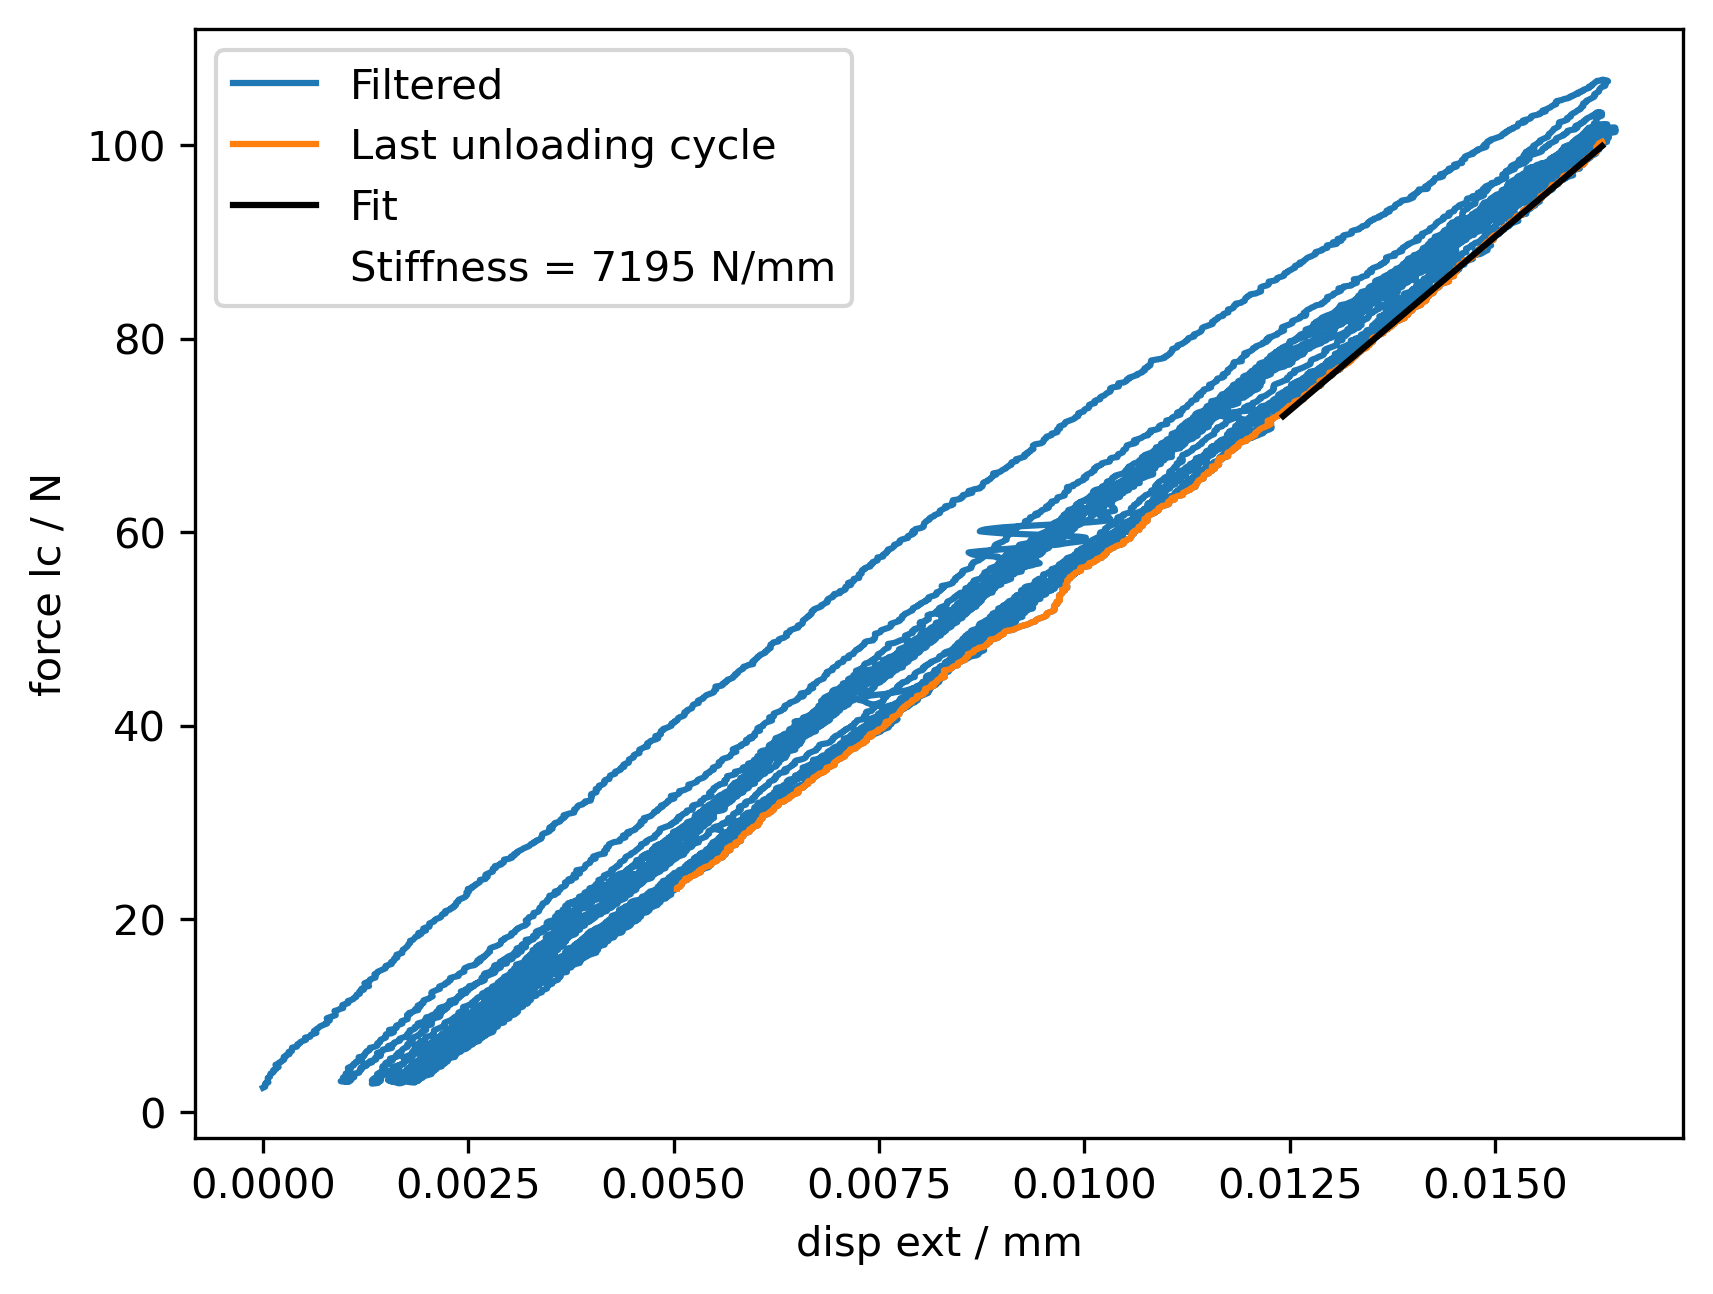 Filtered
Last unloading cycle
Fit
Stiffness = 7195 N/mm
100
80
60
40
20
0
force lc / N
0.0000 0.0025 0.0050 0.0075 0.0100 0.0125 0.0150
disp ext / mm